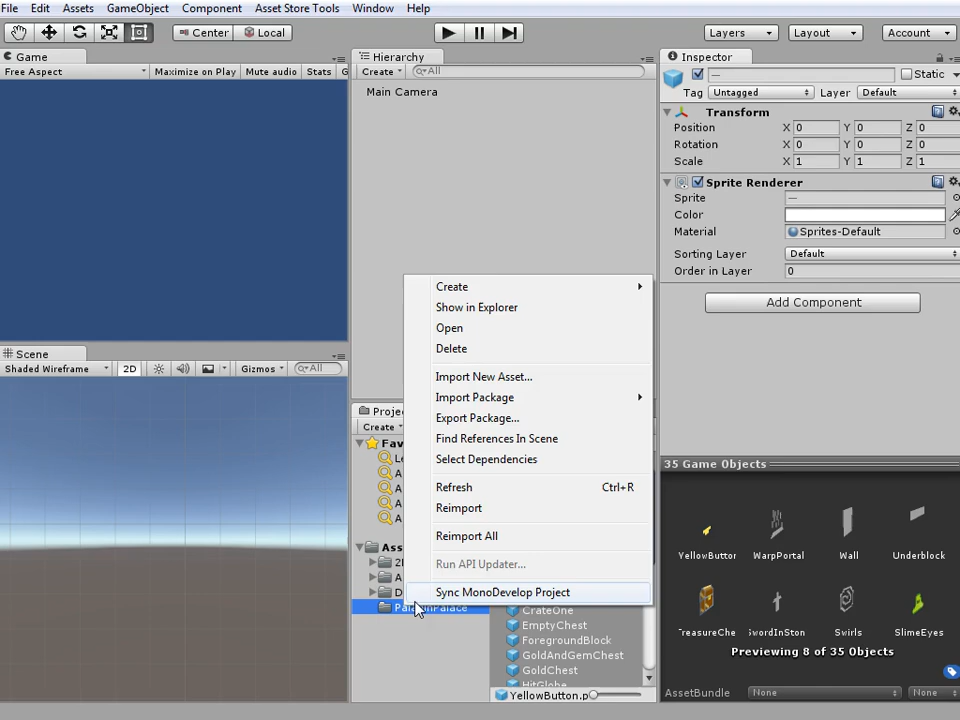 File Edit Assets GameObject Component Asset Store Tools Window Help
Center Local Layers Layout Account
Game Hierarchy Inspector
Free Aspect Maximize on Play Mute audio Stats G Create All — Static
Main Camera Tag Untagged Layer Default
Transform
Position X 0 Y 0 Z 0
Rotation X 0 Y 0 Z 0
Scale X 1 Y 1 Z 1
Sprite Renderer
Sprite —
Color
Material Sprites-Default
Sorting Layer Default
Order in Layer 0
Add Component
Create
Show in Explorer
Open
Delete
Import New Asset...
Import Package
Export Package...
Find References In Scene
Select Dependencies
Refresh Ctrl+R
Reimport
Reimport All
Run API Updater...
Sync MonoDevelop Project
Scene
Shaded Wireframe 2D Gizmos All
Create
CrateOne
EmptyChest
ForegroundBlock
GoldAndGemChest
GoldChest
HitGlobe
YellowButton.p
35 Game Objects
YellowButtor WarpPortal Wall Underblock
TreasureChe SwordInSton Swirls SlimeEyes
Previewing 8 of 35 Objects
AssetBundle None None